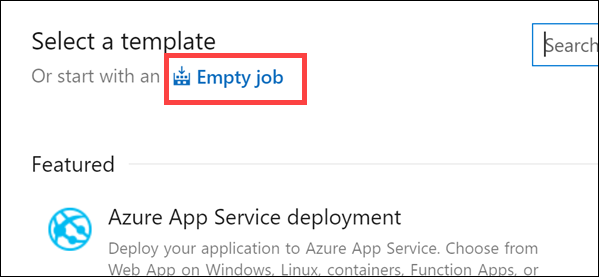 Select a template
Search
Or start with an Empty job
Featured
Azure App Service deployment
Deploy your application to Azure App Service. Choose from
Web App on Windows, Linux, containers, Function Apps, or